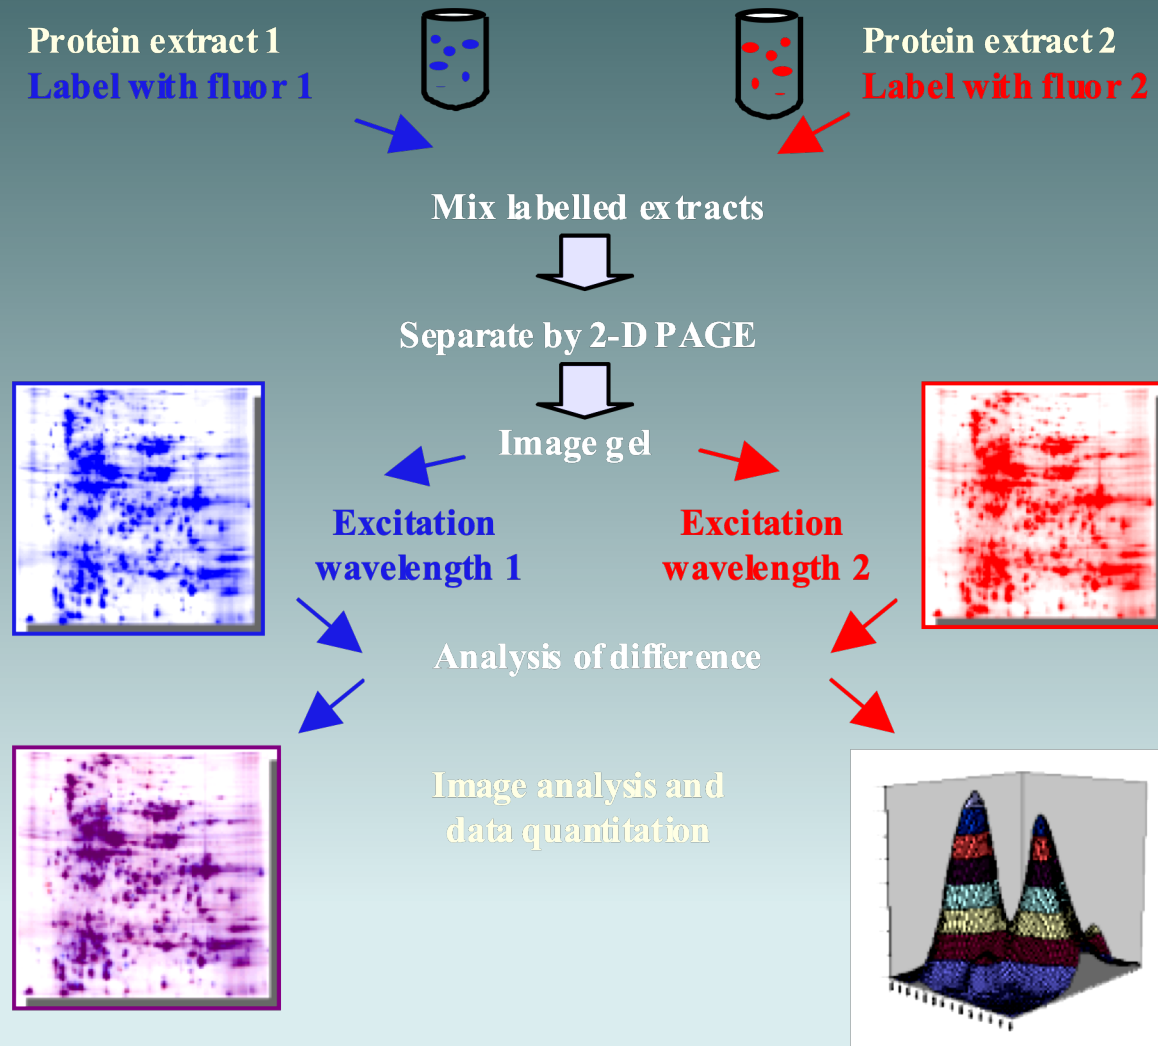 Protein extract 1
Label with fluor 1
Protein extract 2
Label with fluor 2
Mix labelled extracts
Separate by 2-D PAGE
Image gel
Excitation
wavelength 1
Excitation
wavelength 2
Analysis of difference
Image analysis and
data quantitation